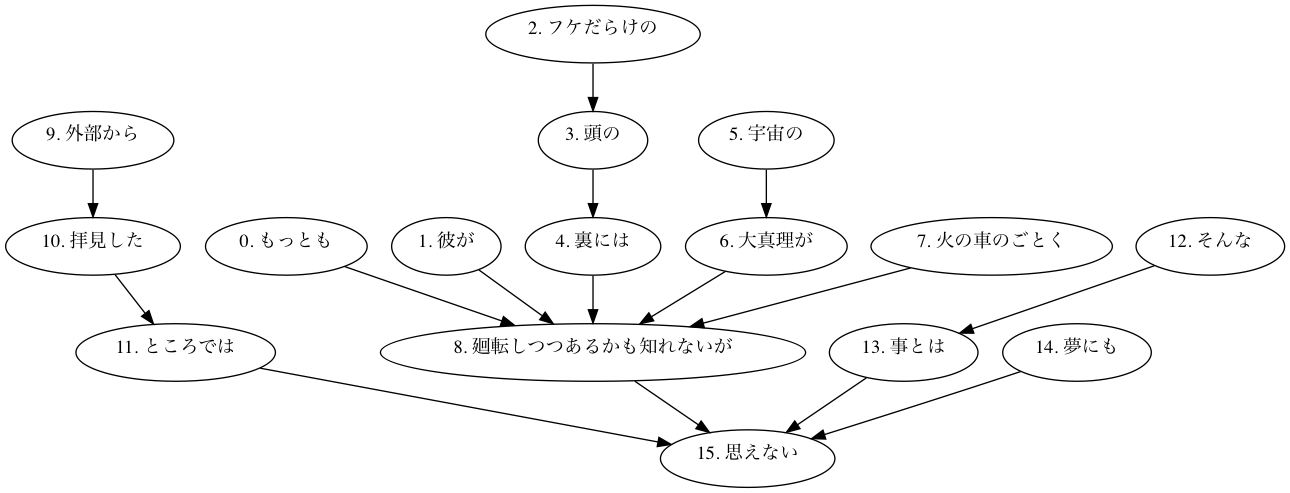 2. フケだらけの
9. 外部から
3. 頭の
5. 宇宙の
10. 拝見した
0. もっとも
1. 彼が
4. 裏には
6. 大真理が
7. 火の車のごとく
12. そんな
11. ところでは
8. 廻転しつつあるかも知れないが
13. 事とは
14. 夢にも
15. 思えない